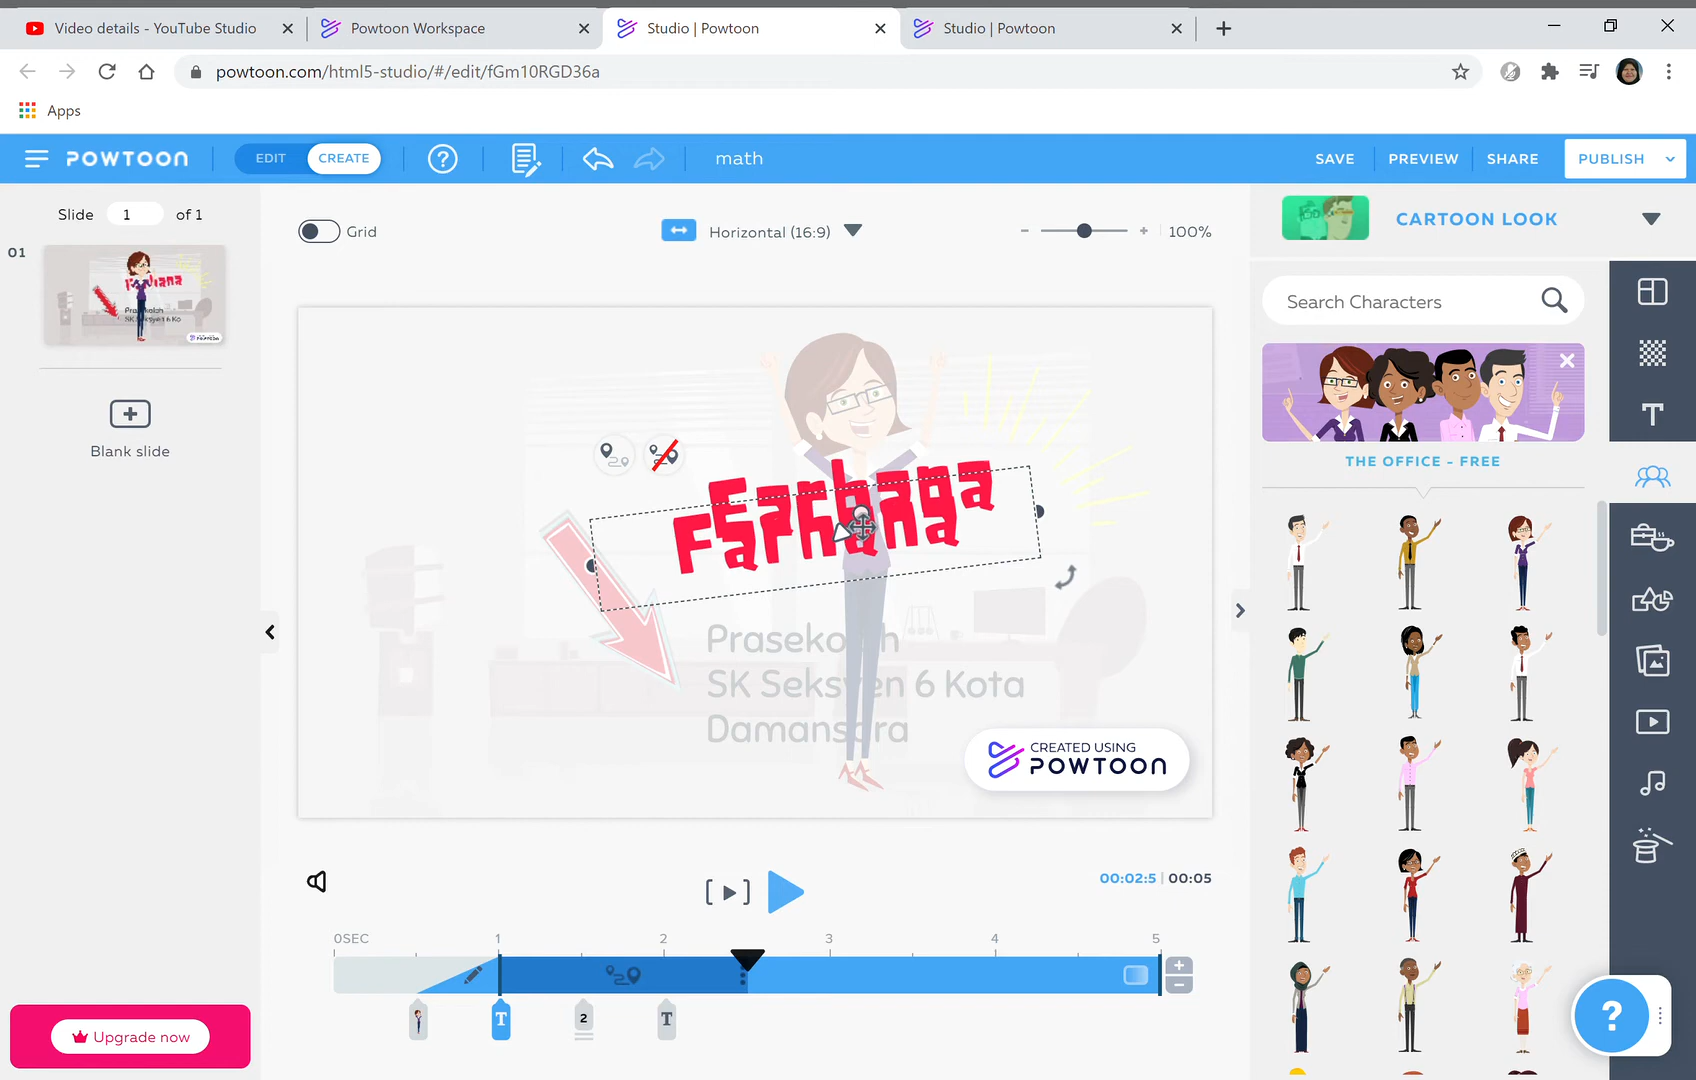 Video details - YouTube Studio
Powtoon Workspace
Studio | Powtoon
Studio | Powtoon
powtoon.com/html5-studio/#/edit/fGm10RGD36a
Apps
POWTOON
EDIT
CREATE
?
math
SAVE
PREVIEW
SHARE
PUBLISH
Slide 1 of 1
Grid
Horizontal (16:9)
- + 100%
CARTOON LOOK
01
Search Characters
Blank slide
THE OFFICE - FREE
Farhana
Farhana
Prasekolah
SK Seksyen 6 Kota
Damansara
CREATED USING
POWTOON
00:02:5 | 00:05
0SEC 1 2 3 4 5
T 2 T
Upgrade now
?